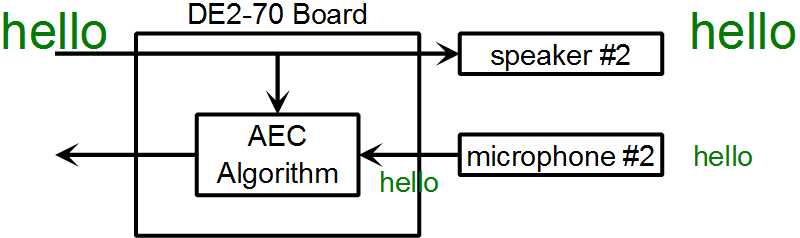 DE2-70 Board
hello
hello
speaker #2
AEC
Algorithm
microphone #2
hello
hello